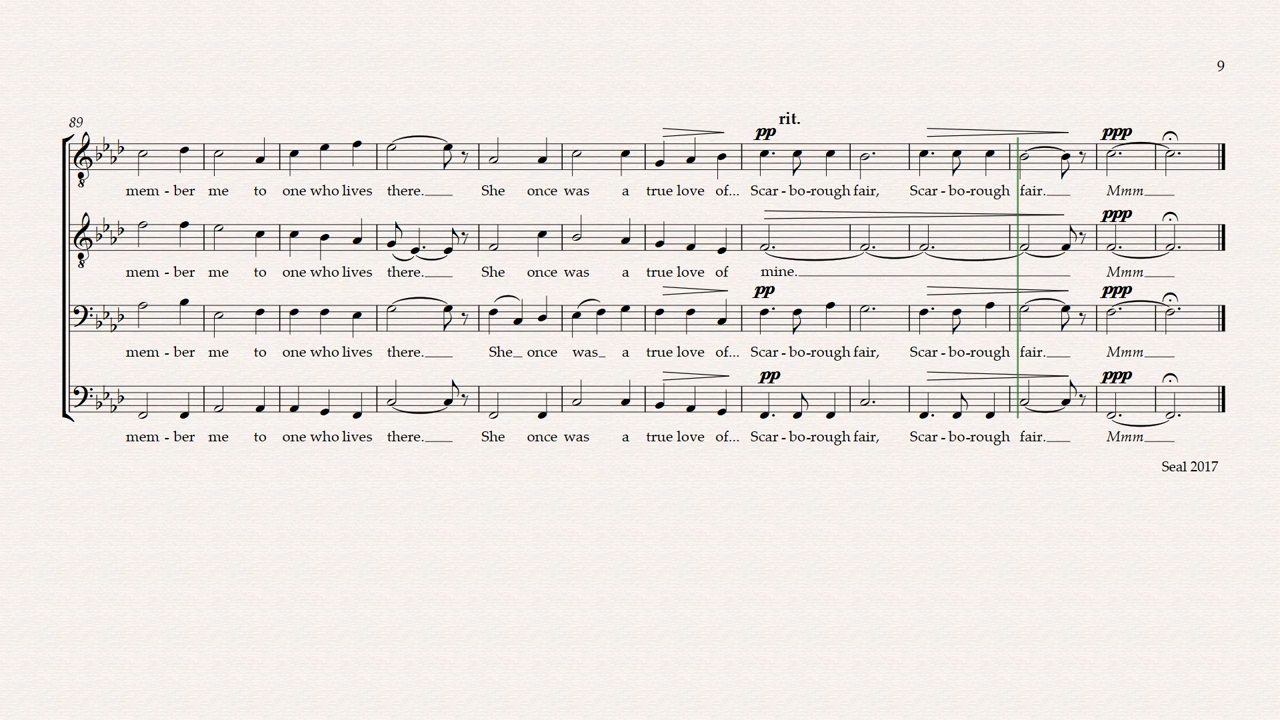 9
89
rit.
pp
ppp
mem - ber me to one who lives there. She once was a true love of... Scar - bo - rough fair, Scar - bo - rough fair. Mmm
ppp
mem - ber me to one who lives there. She once was a true love of mine. Mmm
pp
ppp
mem - ber me to one who lives there. She once was a true love of... Scar - bo - rough fair, Scar - bo - rough fair. Mmm
pp
ppp
mem - ber me to one who lives there. She once was a true love of... Scar - bo - rough fair, Scar - bo - rough fair. Mmm
Seal 2017